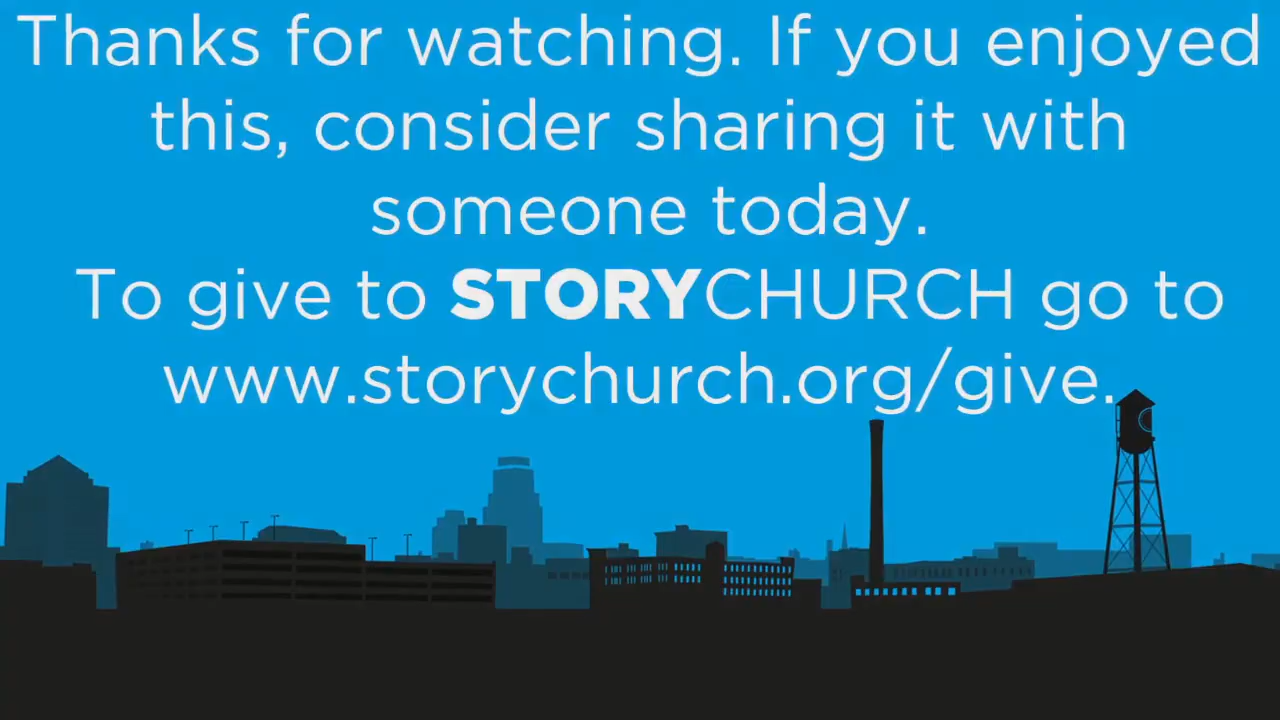 Thanks for watching. If you enjoyed
this, consider sharing it with
someone today.
To give to STORYCHURCH go to
www.storychurch.org/give.